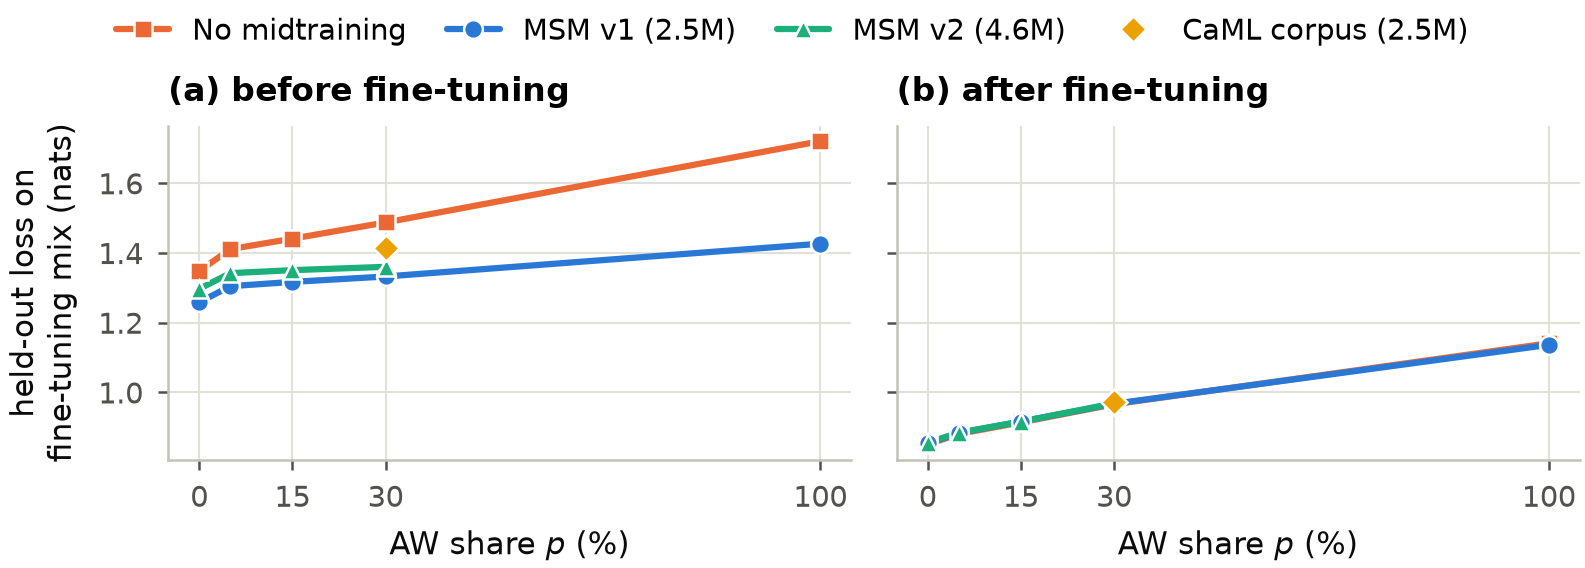 No midtraining
MSM v1 (2.5M)
MSM v2 (4.6M)
CaML corpus (2.5M)
(a) before fine-tuning
(b) after fine-tuning
held-out loss on
fine-tuning mix (nats)
1.6
1.4
1.2
1.0
0
15
30
100
0
15
30
100
AW share p (%)
AW share p (%)